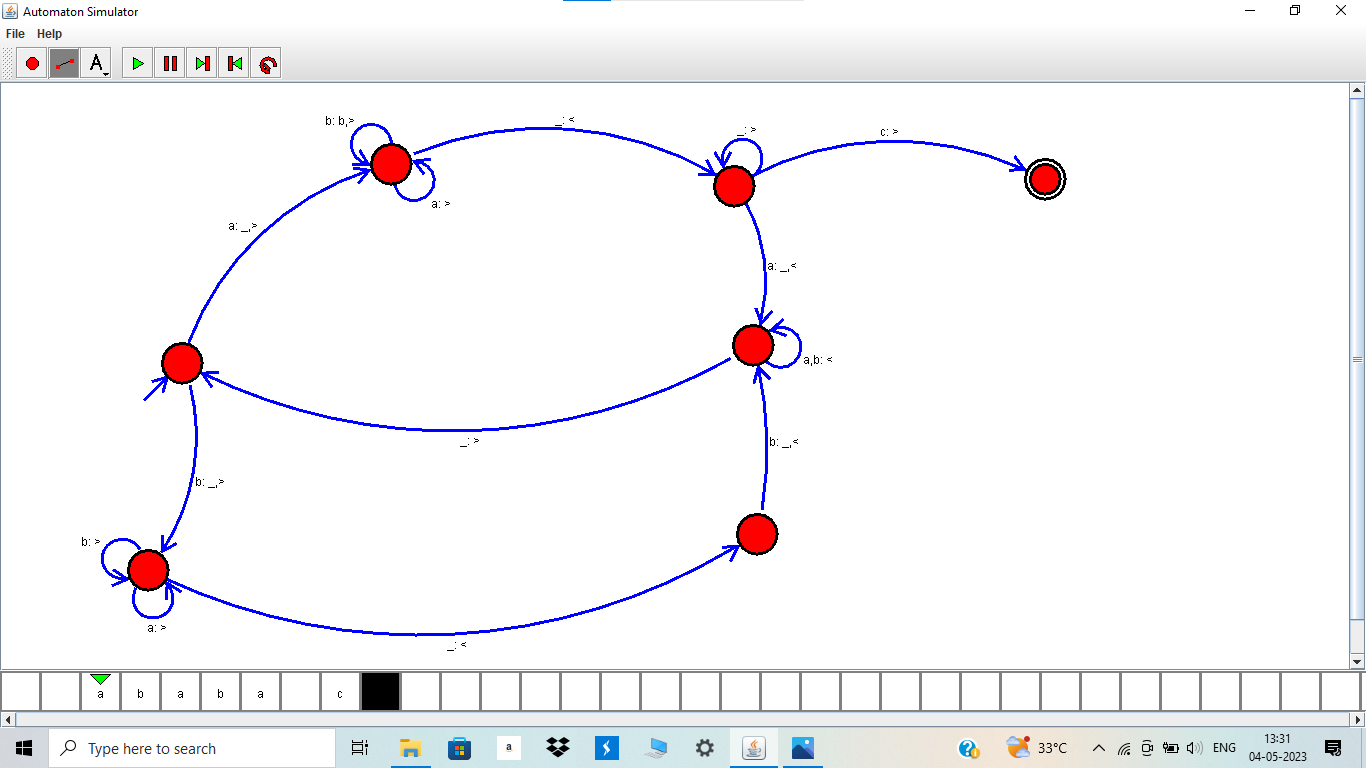 Automaton Simulator
File Help
A
b: b,>
_: <
_: >
c: >
a: >
a: _,>
a: _,<
a,b: <
_: >
b: _,<
b: _,>
b: >
a: >
_: <
a b a b a c
Type here to search
a
33°C
ENG
13:31
04-05-2023